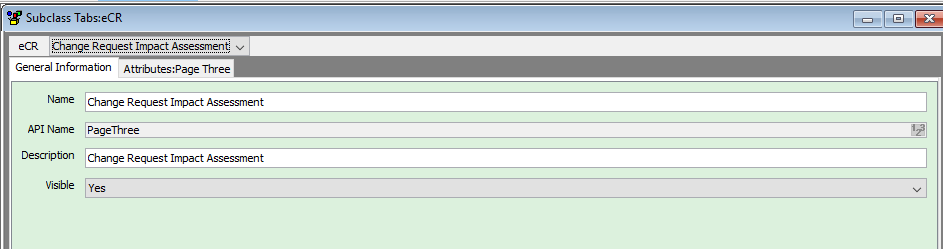 Subclass Tabs:eCR
eCR Change Request Impact Assessment
General Information Attributes:Page Three
Name Change Request Impact Assessment
API Name PageThree
Description Change Request Impact Assessment
Visible Yes